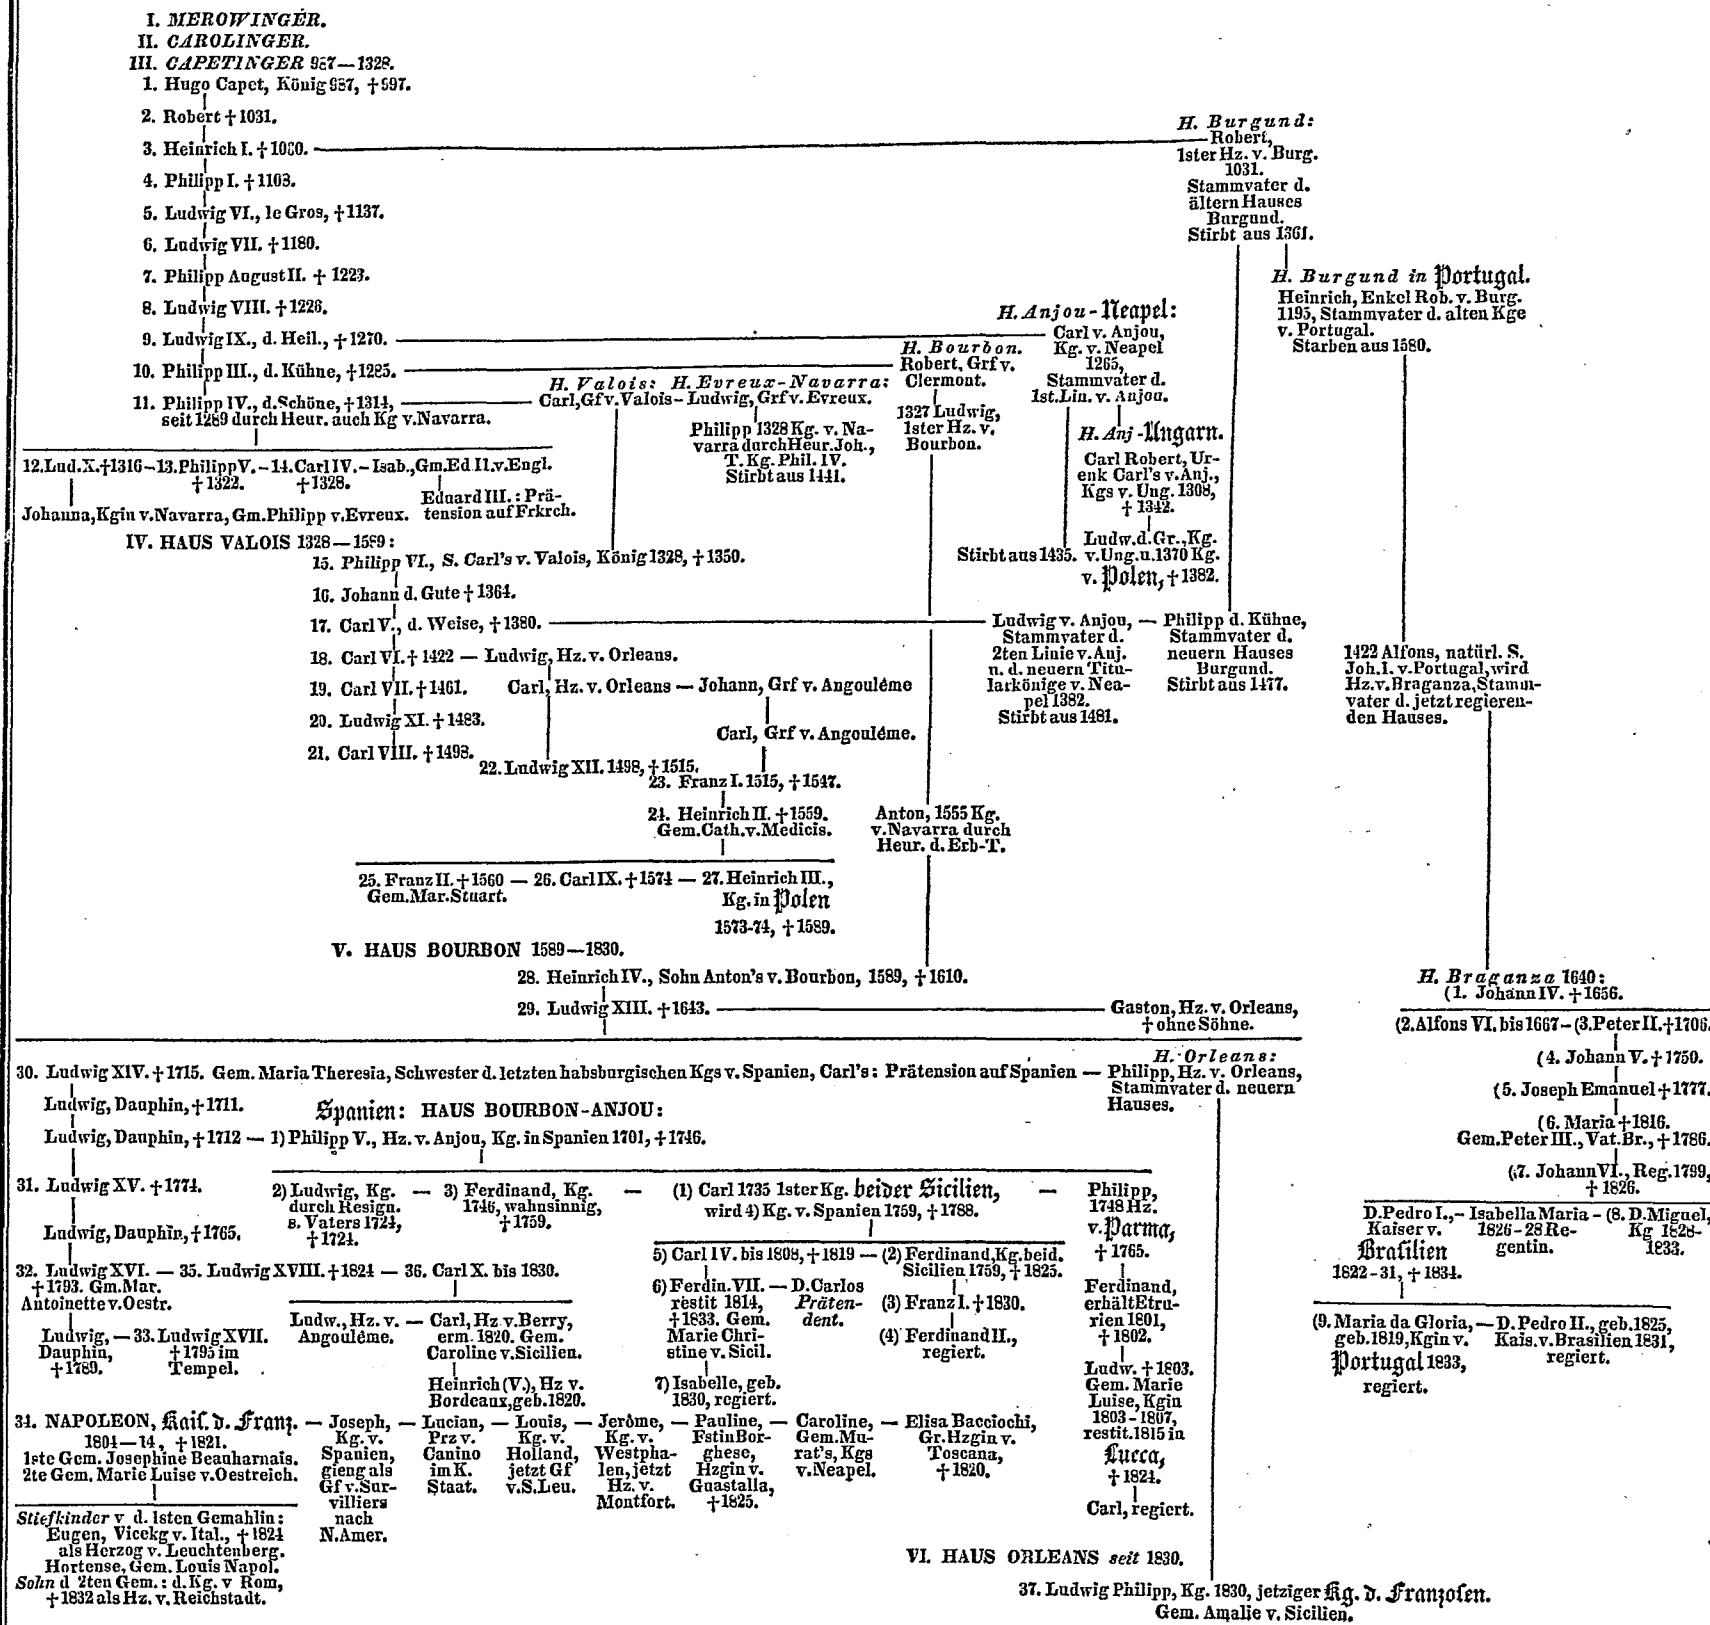 I. MEROWINGER.
II. CAROLINGER.
III. CAPETINGER 987—1328.
1. Hugo Capet, König 987, †997.
2. Robert †1031.
3. Heinrich I. †1060.
4. Philipp I. †1103.
5. Ludwig VI., le Gros, †1137.
6. Ludwig VII. †1180.
7. Philipp August II. † 1223.
8. Ludwig VIII. †1226.
9. Ludwig IX., d. Heil., †1270.
10. Philipp III., d. Kühne, †1285.
11. Philipp IV., d. Schöne, †1314,
seit 1289 durch Heur. auch Kg v. Navarra.
12. Lud. X. †1316 – 13. Philipp V. – 14. Carl IV. – Isab., Gm. Ed II. v. Engl.
†1322. †1328.
Eduard III.: Prä-
tension auf Frkrch.
Johanna, Kgin v. Navarra, Gm. Philipp v. Evreux.
H. Burgund:
Robert,
1ster Hz. v. Burg.
1031.
Stammvater d.
ältern Hauses
Burgund.
Stirbt aus 1361.
H. Burgund in Portugal.
Heinrich, Enkel Rob. v. Burg.
1195, Stammvater d. alten Kge
v. Portugal.
Starben aus 1580.
H. Anjou-Neapel:
Carl v. Anjou,
Kg. v. Neapel
1265,
Stammvater d.
1st. Lin. v. Anjou.
Stirbt aus 1435.
H. Bourbon.
Robert, Grf v.
Clermont.
1327 Ludwig,
1ster Hz. v.
Bourbon.
H. Valois: H. Evreux-Navarra:
Carl, Gf v. Valois – Ludwig, Grf v. Evreux.
Philipp 1328 Kg. v. Na-
varra durch Heur. Joh.,
T. Kg. Phil. IV.
Stirbt aus 1441.
H. Anj-Ungarn.
Carl Robert, Ur-
enk Carl's v. Anj.,
Kgs v. Ung. 1308,
† 1342.
Ludw. d. Gr., Kg.
v. Ung. u. 1370 Kg.
v. Polen, †1382.
IV. HAUS VALOIS 1328—1589:
15. Philipp VI., S. Carl's v. Valois, König 1328, †1350.
16. Johann d. Gute †1364.
17. Carl V., d. Weise, †1380.
18. Carl VI. † 1422 — Ludwig, Hz. v. Orleans.
19. Carl VII. †1461. Carl, Hz. v. Orleans — Johann, Grf v. Angoulême
20. Ludwig XI. †1483.
Carl, Grf v. Angoulême.
21. Carl VIII. †1498.
22. Ludwig XII. 1498, †1515.
23. Franz I. 1515, †1547.
24. Heinrich II. †1559.
Gem. Cath. v. Medicis.
25. Franz II. †1560 — 26. Carl IX. †1574 — 27. Heinrich III.,
Gem. Mar. Stuart. Kg. in Polen
1573-74, †1589.
Ludwig v. Anjou, — Philipp d. Kühne,
Stammvater d.
2ten Linie v. Anj.
n. d. neuern Titu-
larkönige v. Nea-
pel 1382.
Stirbt aus 1481.
Stammvater d.
neuern Hauses
Burgund.
Stirbt aus 1477.
1422 Alfons, natürl. S.
Joh. I. v. Portugal, wird
Hz. v. Braganza, Stamm-
vater d. jetzt regieren-
den Hauses.
Anton, 1555 Kg.
v. Navarra durch
Heur. d. Erb-T.
V. HAUS BOURBON 1589—1830.
28. Heinrich IV., Sohn Anton's v. Bourbon, 1589, †1610.
29. Ludwig XIII. †1643. Gaston, Hz. v. Orleans,
† ohne Söhne.
H. Orleans:
30. Ludwig XIV. †1715. Gem. Maria Theresia, Schwester d. letzten habsburgischen Kgs v. Spanien, Carl's: Prätension auf Spanien — Philipp, Hz. v. Orleans,
Stammvater d. neuern
Hauses.
Ludwig, Dauphin, †1711.
Spanien: HAUS BOURBON-ANJOU:
Ludwig, Dauphin, †1712 — 1) Philipp V., Hz. v. Anjou, Kg. in Spanien 1701, †1746.
31. Ludwig XV. †1774.
2) Ludwig, Kg.
durch Resign.
s. Vaters 1724,
†1724.
— 3) Ferdinand, Kg.
1746, wahnsinnig,
†1759.
— (1) Carl 1735 1ster Kg. beider Sicilien,
wird 4) Kg. v. Spanien 1759, †1788.
— Philipp,
1748 Hz.
v. Parma,
†1765.
Ferdinand,
erhält Etru-
rien 1801,
†1802.
Ludw. †1803.
Gem. Marie
Luise, Kgin
1803-1807,
restit. 1815 in
Lucca,
†1824.
Carl, regiert.
Ludwig, Dauphin, †1765.
32. Ludwig XVI. — 35. Ludwig XVIII. †1824 — 36. Carl X. bis 1830.
†1793. Gm. Mar.
Antoinette v. Oestr.
Ludwig, — 33. Ludwig XVII.
Dauphin, †1795 im
†1789. Tempel.
Ludw., Hz. v. — Carl, Hz v. Berry,
Angoulême. erm. 1820. Gem.
Caroline v. Sicilien.
Heinrich (V.), Hz v.
Bordeaux, geb. 1820.
5) Carl IV. bis 1808, †1819 — (2) Ferdinand, Kg. beid.
Sicilien 1759, †1825.
6) Ferdin. VII. — D. Carlos
restit 1814, Präten-
†1833. Gem. dent.
Marie Chri-
stine v. Sicil.
7) Isabelle, geb.
1830, regiert.
(3) Franz I. †1830.
(4) Ferdinand II.,
regiert.
34. NAPOLEON, Kais. d. Franz.
1804—14, †1821.
1ste Gem. Josephine Beauharnais.
2te Gem. Marie Luise v. Oestreich.
— Joseph,
Kg. v.
Spanien,
gieng als
Gf v. Sur-
villiers
nach
N. Amer.
— Lucian,
Prz v.
Canino
im K.
Staat.
— Louis,
Kg. v.
Holland,
jetzt Gf
v. S. Leu.
— Jerôme,
Kg. v.
Westpha-
len, jetzt
Hz. v.
Montfort.
— Pauline,
Fstin Bor-
ghese,
Hzgin v.
Guastalla,
†1825.
— Caroline,
Gem. Mu-
rat's, Kgs
v. Neapel.
— Elisa Bacciochi,
Gr. Hzgin v.
Toscana,
†1820.
Stiefkinder v d. 1sten Gemahlin:
Eugen, Vicekg v. Ital., †1824
als Herzog v. Leuchtenberg.
Hortense, Gem. Louis Napol.
Sohn d 2ten Gem.: d. Kg. v Rom,
†1832 als Hz. v. Reichstadt.
H. Braganza 1640:
(1. Johann IV. †1656.
(2. Alfons VI. bis 1667 – (3. Peter II. †1706.
(4. Johann V. †1750.
(5. Joseph Emanuel †1777.
(6. Maria †1816.
Gem. Peter III., Vat. Br., †1786.
(7. Johann VI., Reg. 1799,
†1826.
D. Pedro I., – Isabella Maria – (8. D. Miguel,
Kaiser v. 1826-28 Re- Kg 1828-
Brasilien gentin. 1833.
1822-31, †1834.
(9. Maria da Gloria, — D. Pedro II., geb. 1825,
geb. 1819, Kgin v. Kais. v. Brasilien 1831,
Portugal 1833, regiert.
regiert.
VI. HAUS ORLEANS seit 1830.
37. Ludwig Philipp, Kg. 1830, jetziger Kg. d. Franzosen.
Gem. Amalie v. Sicilien.